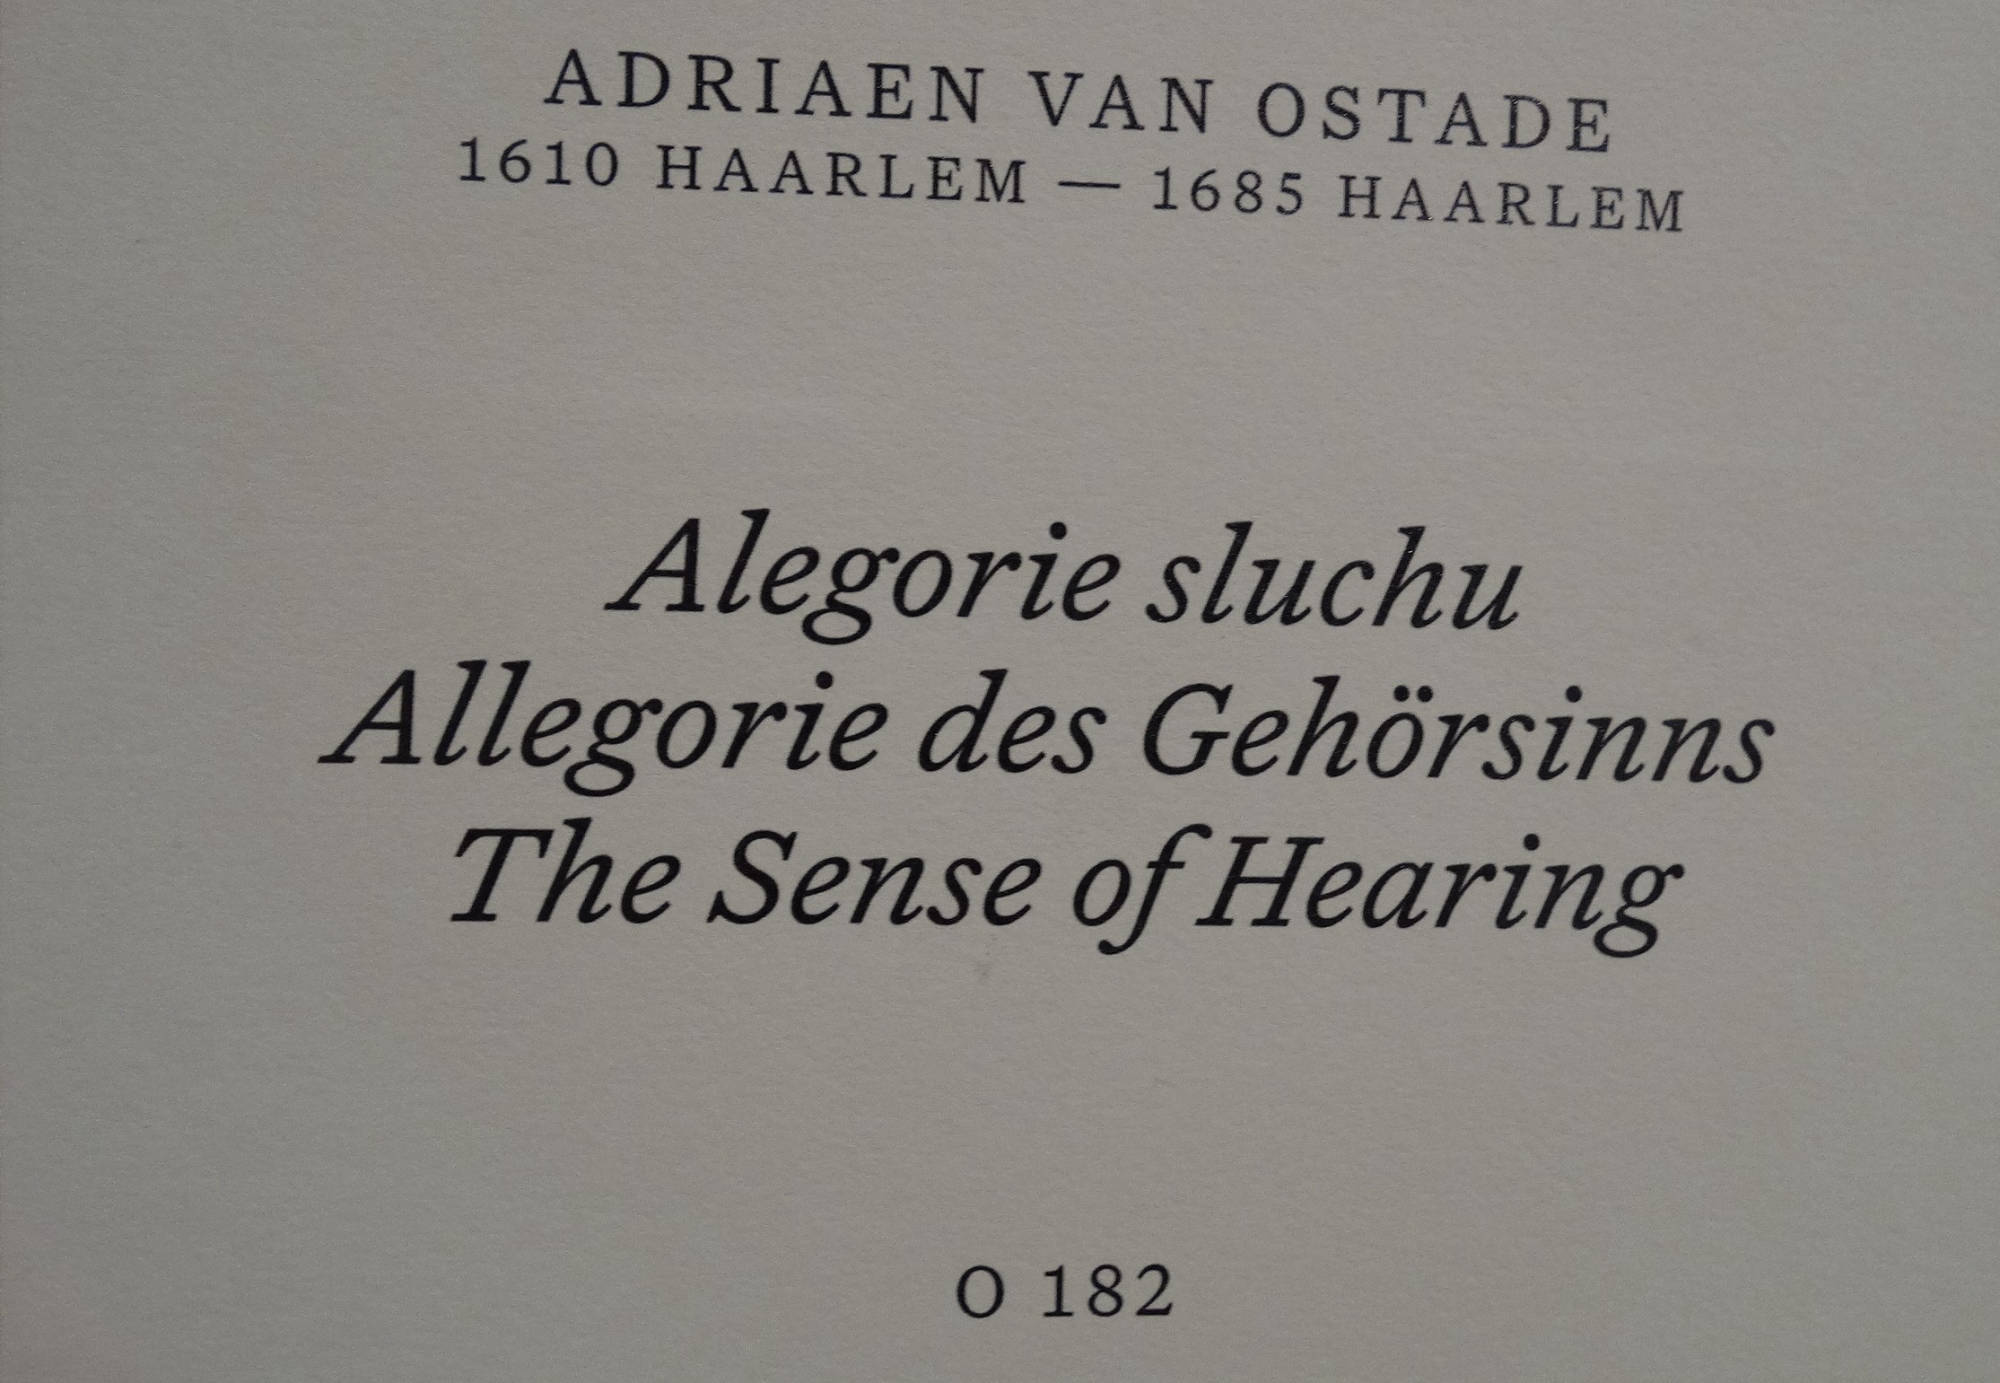 ADRIAEN VAN OSTADE
1610 HAARLEM — 1685 HAARLEM
Alegorie sluchu
Allegorie des Gehörsinns
The Sense of Hearing
O 182